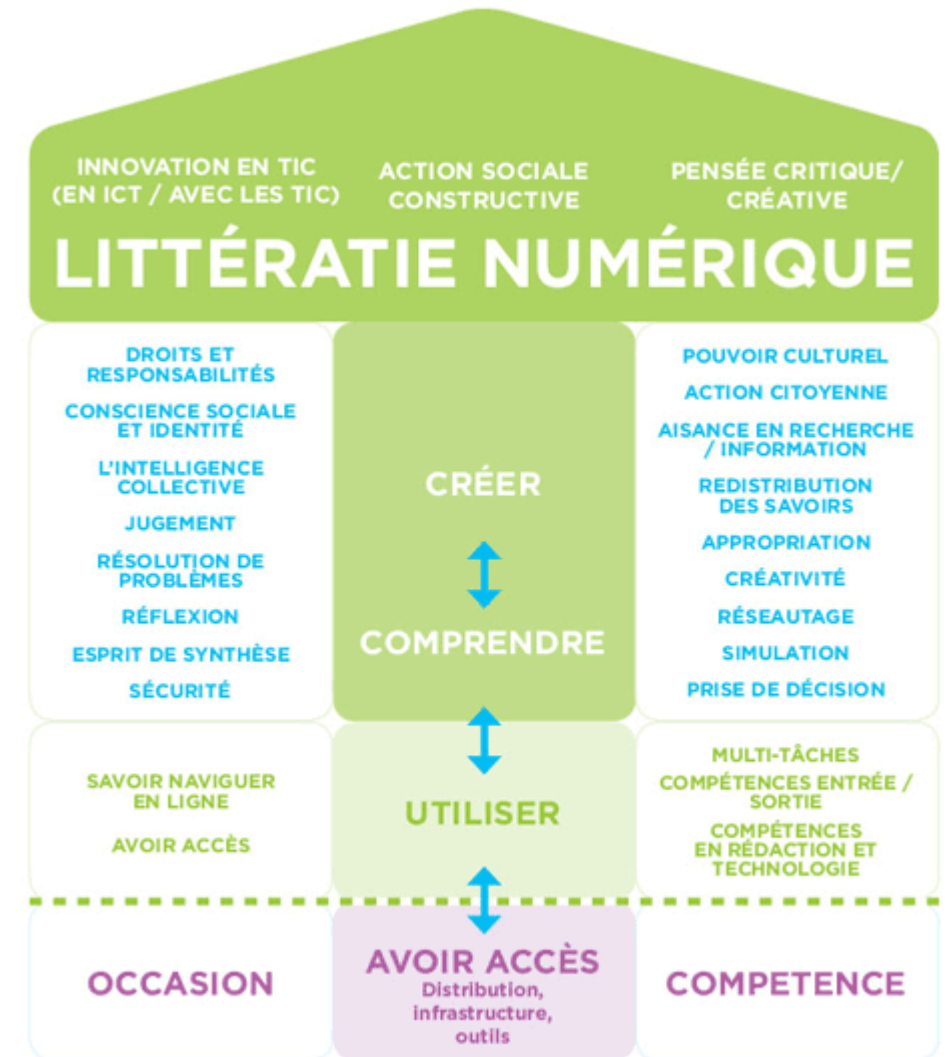 INNOVATION EN TIC
(EN ICT / AVEC LES TIC)
ACTION SOCIALE
CONSTRUCTIVE
PENSÉE CRITIQUE/
CRÉATIVE
LITTÉRATIE NUMÉRIQUE
DROITS ET
RESPONSABILITÉS
CONSCIENCE SOCIALE
ET IDENTITÉ
L'INTELLIGENCE
COLLECTIVE
JUGEMENT
RÉSOLUTION DE
PROBLÈMES
RÉFLEXION
ESPRIT DE SYNTHÈSE
SÉCURITÉ
CRÉER
COMPRENDRE
POUVOIR CULTUREL
ACTION CITOYENNE
AISANCE EN RECHERCHE
/ INFORMATION
REDISTRIBUTION
DES SAVOIRS
APPROPRIATION
CRÉATIVITÉ
RÉSEAUTAGE
SIMULATION
PRISE DE DÉCISION
SAVOIR NAVIGUER
EN LIGNE
AVOIR ACCÈS
UTILISER
MULTI-TÂCHES
COMPÉTENCES ENTRÉE /
SORTIE
COMPÉTENCES
EN RÉDACTION ET
TECHNOLOGIE
OCCASION
AVOIR ACCÈS
Distribution,
infrastructure,
outils
COMPETENCE